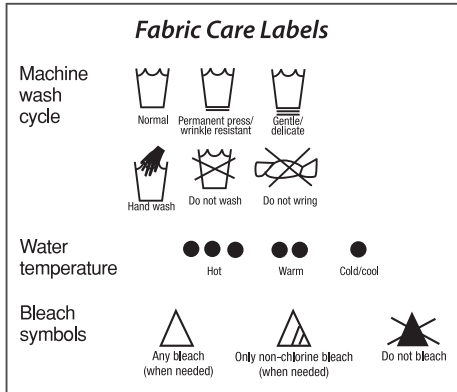 Fabric Care Labels
Machine
wash
cycle
Normal
Permanent press/
wrinkle resistant
Gentle/
delicate
Hand wash
Do not wash
Do not wring
Water
temperature
Hot
Warm
Cold/cool
Bleach
symbols
Any bleach
(when needed)
Only non-chlorine bleach
(when needed)
Do not bleach